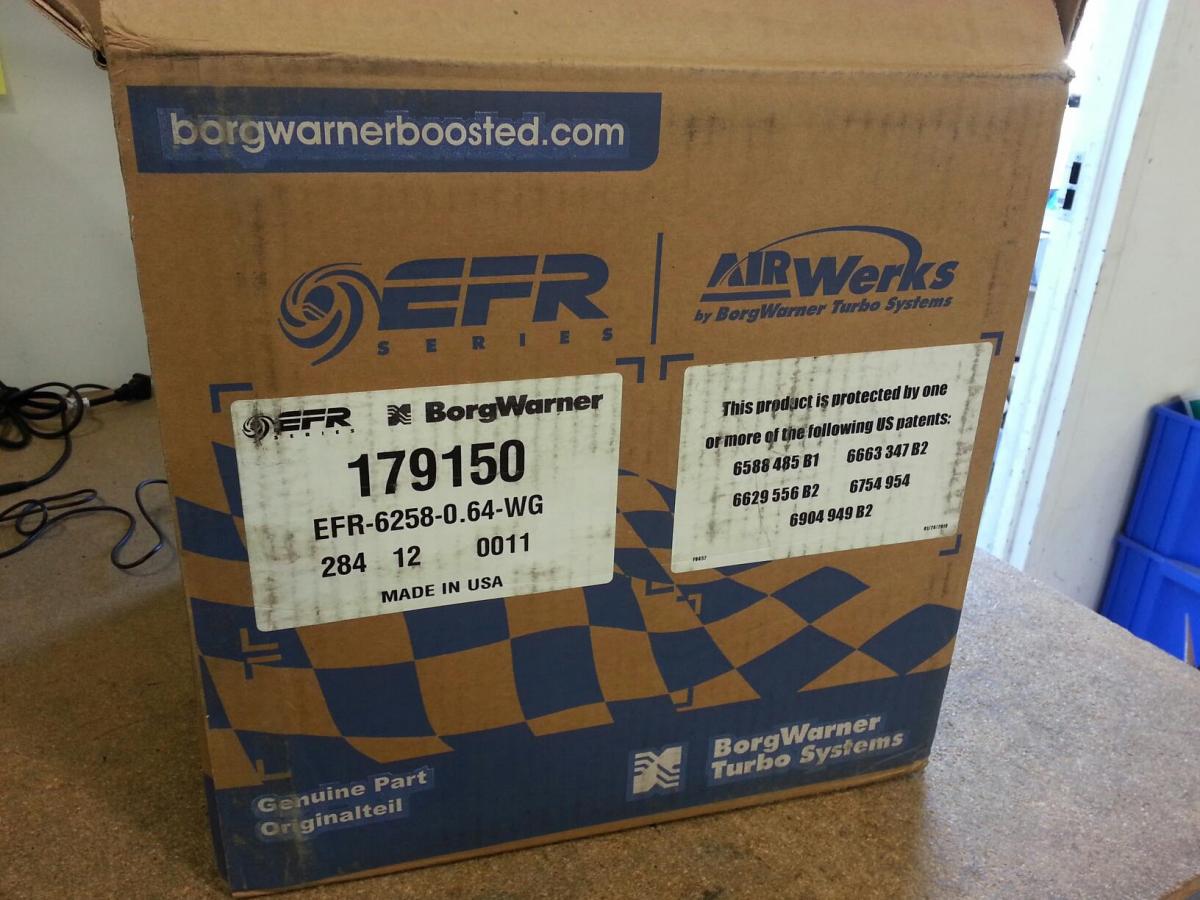 borgwarnerboosted.com
EFR
SERIES
AIRWerks
by BorgWarner Turbo Systems
EFR
SERIES
BorgWarner
179150
EFR-6258-0.64-WG
284 12 0011
MADE IN USA
This product is protected by one
or more of the following US patents:
6588 485 B1 6663 347 B2
6629 556 B2 6754 954
6904 949 B2
Genuine Part
Originalteil
BorgWarner
Turbo Systems